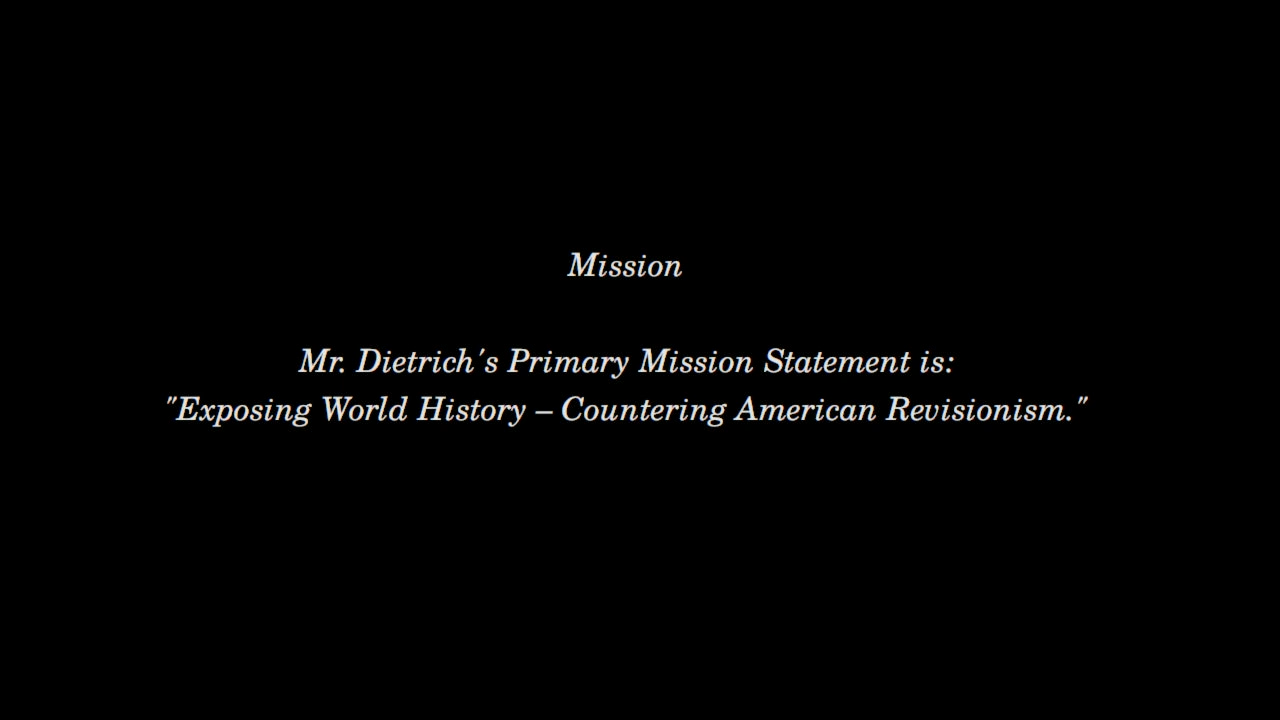 Mission
Mr. Dietrich's Primary Mission Statement is:
"Exposing World History – Countering American Revisionism."